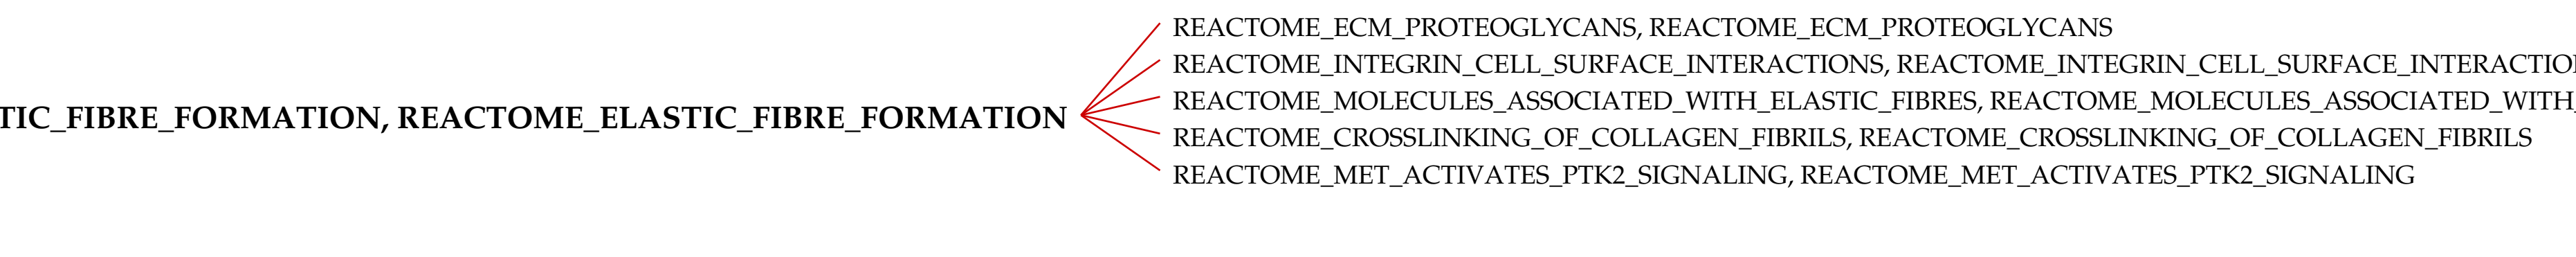 REACTOME_ECM_PROTEOGLYCANS, REACTOME_ECM_PROTEOGLYCANS
REACTOME_INTEGRIN_CELL_SURFACE_INTERACTIONS, REACTOME_INTEGRIN_CELL_SURFACE_INTERACTIO
REACTOME_MOLECULES_ASSOCIATED_WITH_ELASTIC_FIBRES, REACTOME_MOLECULES_ASSOCIATED_WITH_
TIC_FIBRE_FORMATION, REACTOME_ELASTIC_FIBRE_FORMATION
REACTOME_CROSSLINKING_OF_COLLAGEN_FIBRILS, REACTOME_CROSSLINKING_OF_COLLAGEN_FIBRILS
REACTOME_MET_ACTIVATES_PTK2_SIGNALING, REACTOME_MET_ACTIVATES_PTK2_SIGNALING